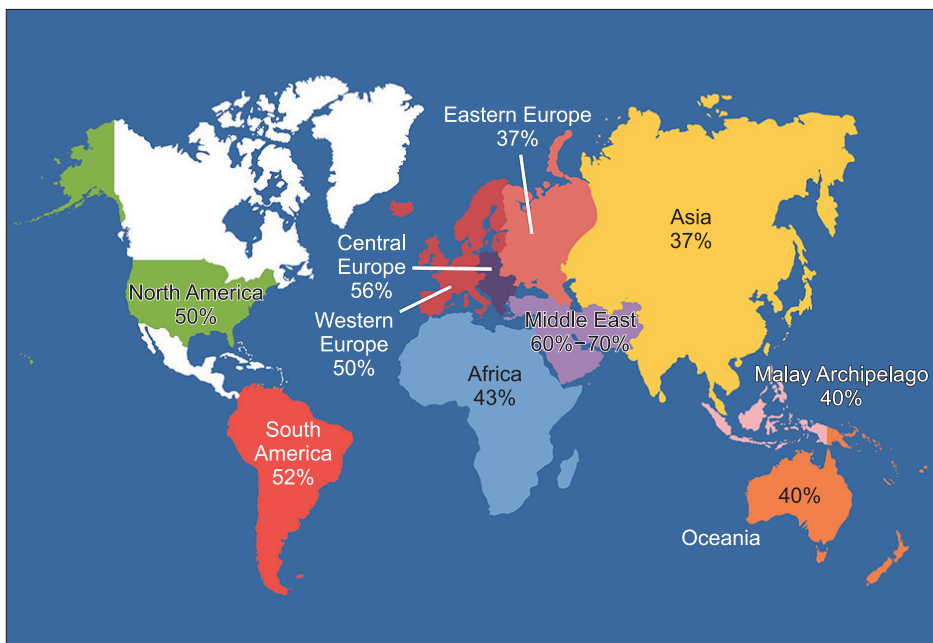 Eastern Europe
37%
Asia
37%
Central
Europe
56%
North America
50%
Western
Europe
50%
Middle East
60%–70%
Africa
43%
Malay Archipelago
40%
South
America
52%
40%
Oceania